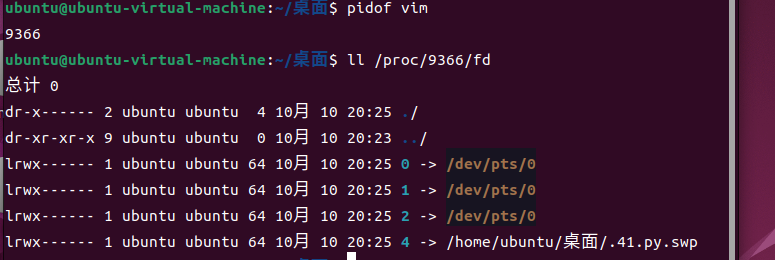 ubuntu@ubuntu-virtual-machine:~/桌面$ pidof vim
9366
ubuntu@ubuntu-virtual-machine:~/桌面$ ll /proc/9366/fd
总计 0
dr-x------ 2 ubuntu ubuntu  4 10月 10 20:25 ./
dr-xr-xr-x 9 ubuntu ubuntu  0 10月 10 20:23 ../
lrwx------ 1 ubuntu ubuntu 64 10月 10 20:25 0 -> /dev/pts/0
lrwx------ 1 ubuntu ubuntu 64 10月 10 20:25 1 -> /dev/pts/0
lrwx------ 1 ubuntu ubuntu 64 10月 10 20:25 2 -> /dev/pts/0
lrwx------ 1 ubuntu ubuntu 64 10月 10 20:25 4 -> /home/ubuntu/桌面/.41.py.swp